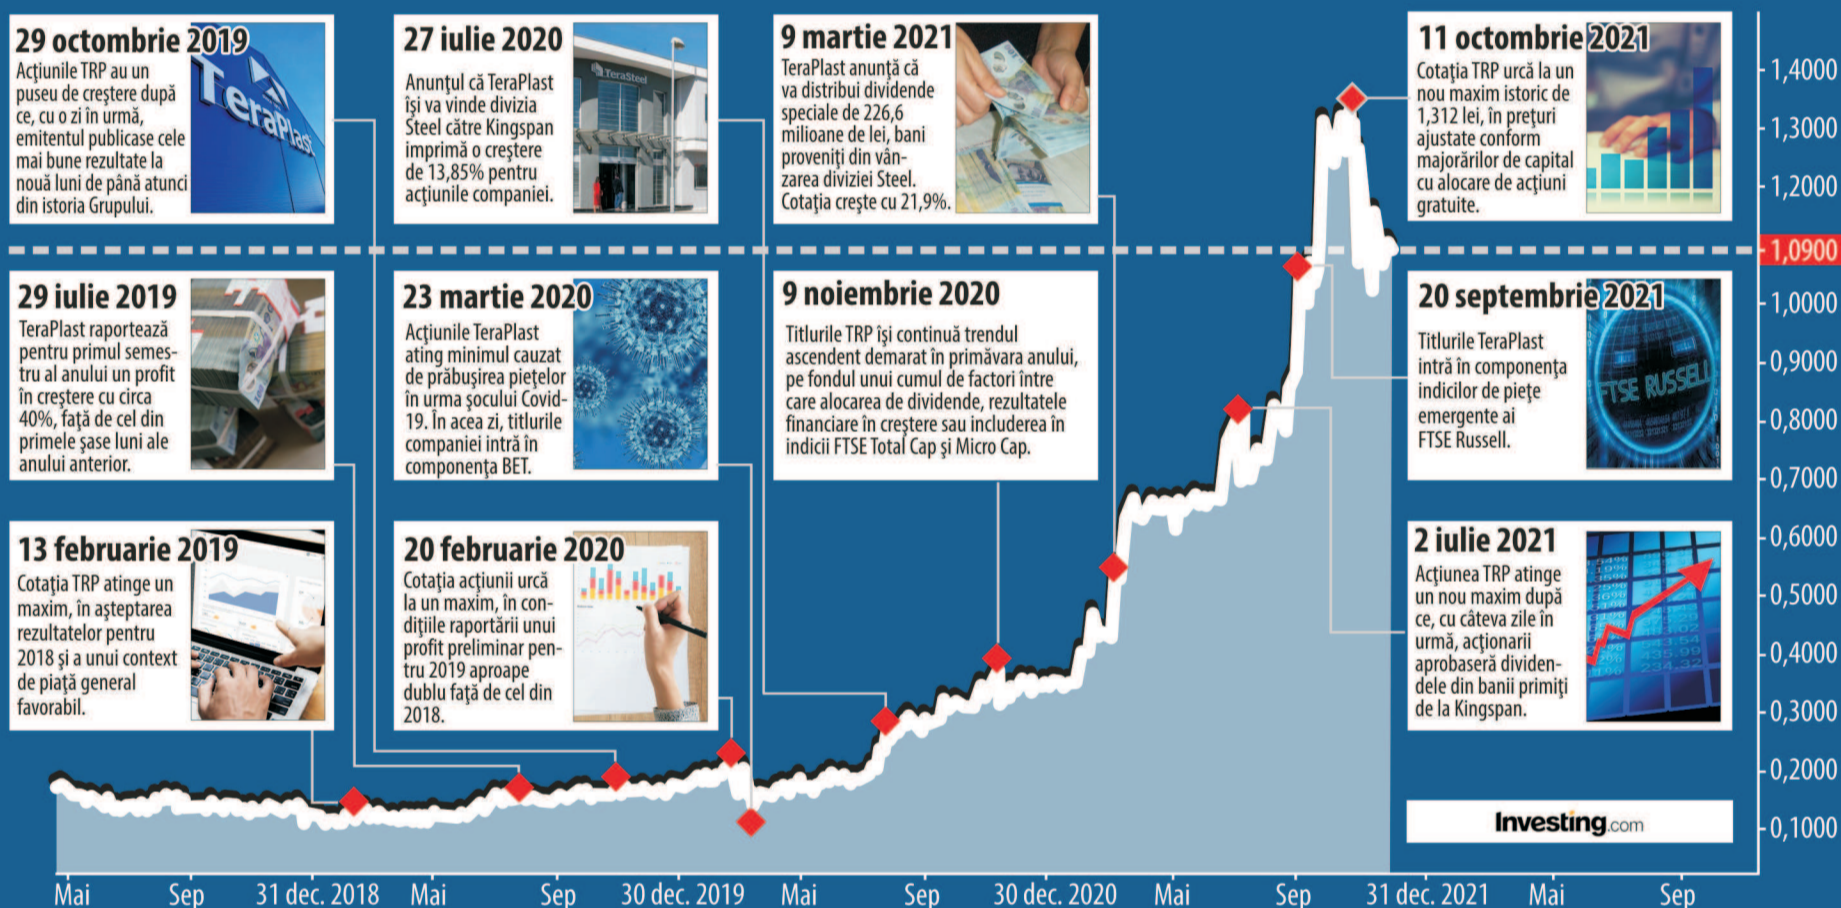 29 octombrie 2019
Acțiunile TRP au un
puseu de creștere după
ce, cu o zi în urmă,
emitentul publicase cele
mai bune rezultate la
nouă luni de până atunci
din istoria Grupului.
TeraPlast
27 iulie 2020
Anunțul că TeraPlast
își va vinde divizia
Steel către Kingspan
imprimă o creștere
de 13,85% pentru
acțiunile companiei.
TeraSteel
9 martie 2021
TeraPlast anunță că
va distribui dividende
speciale de 226,6
milioane de lei, bani
proveniți din vân-
zarea diviziei Steel.
Cotația crește cu 21,9%.
11 octombrie 2021
Cotația TRP urcă la un
nou maxim istoric de
1,312 lei, în prețuri
ajustate conform
majorărilor de capital
cu alocare de acțiuni
gratuite.
29 iulie 2019
TeraPlast raportează
pentru primul semes-
tru al anului un profit
în creștere cu circa
40%, față de cel din
primele șase luni ale
anului anterior.
23 martie 2020
Acțiunile TeraPlast
ating minimul cauzat
de prăbușirea piețelor
în urma șocului Covid-
19. În acea zi, titlurile
companiei intră în
componența BET.
9 noiembrie 2020
Titlurile TRP își continuă trendul
ascendent demarat în primăvara anului,
pe fondul unui cumul de factori între
care alocarea de dividende, rezultatele
financiare în creștere sau includerea în
indicii FTSE Total Cap și Micro Cap.
20 septembrie 2021
Titlurile TeraPlast
intră în componența
indicilor de piețe
emergente ai
FTSE Russell.
FTSE RUSSELL
13 februarie 2019
Cotația TRP atinge un
maxim, în așteptarea
rezultatelor pentru
2018 și a unui context
de piață general
favorabil.
20 februarie 2020
Cotația acțiunii urcă
la un maxim, în con-
dițiile raportării unui
profit preliminar pen-
tru 2019 aproape
dublu față de cel din
2018.
2 iulie 2021
Acțiunea TRP atinge
un nou maxim după
ce, cu câteva zile în
urmă, acționarii
aprobaseră dividen-
dele din banii primiți
de la Kingspan.
Investing.com
1,4000
1,3000
1,2000
1,0900
1,0000
0,9000
0,8000
0,7000
0,6000
0,5000
0,4000
0,3000
0,2000
0,1000
Mai Sep 31 dec. 2018 Mai Sep 30 dec. 2019 Mai Sep 30 dec. 2020 Mai Sep 31 dec. 2021 Mai Sep